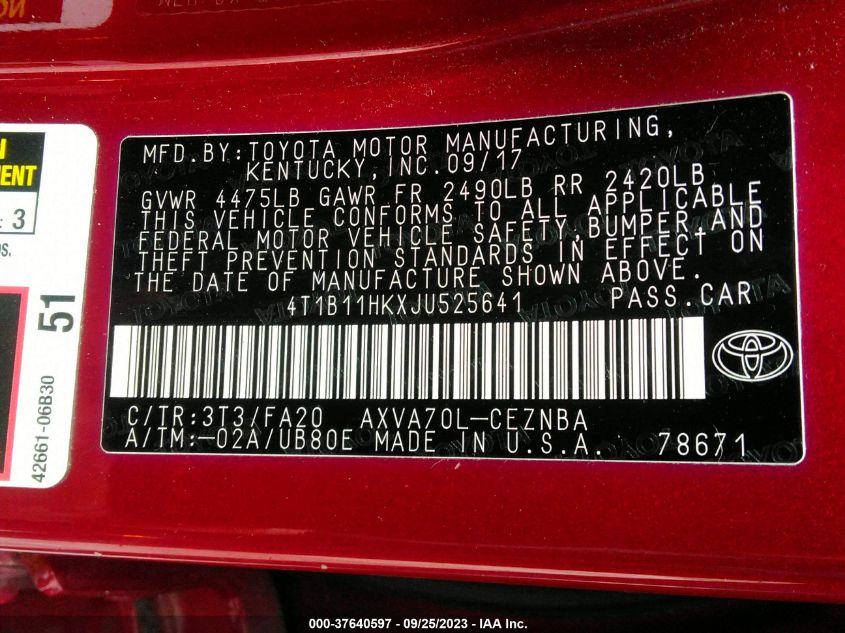 MFD.BY:TOYOTA MOTOR MANUFACTURING,
KENTUCKY,INC.09/17
GVWR 4475LB GAWR FR 2490LB RR 2420LB
THIS VEHICLE CONFORMS TO ALL APPLICABLE
FEDERAL MOTOR VEHICLE SAFETY,BUMPER,AND
THEFT PREVENTION STANDARDS IN EFFECT ON
THE DATE OF MANUFACTURE SHOWN ABOVE.
4T1B11HKXJU525641 PASS.CAR
C/TR:3T3/FA20 AXVA70L-CEZNBA
A/TM:-02A/UB80E MADE IN U.S.A. 78671
: 3
51
42661-06B30
000-37640597 - 09/25/2023 - IAA Inc.